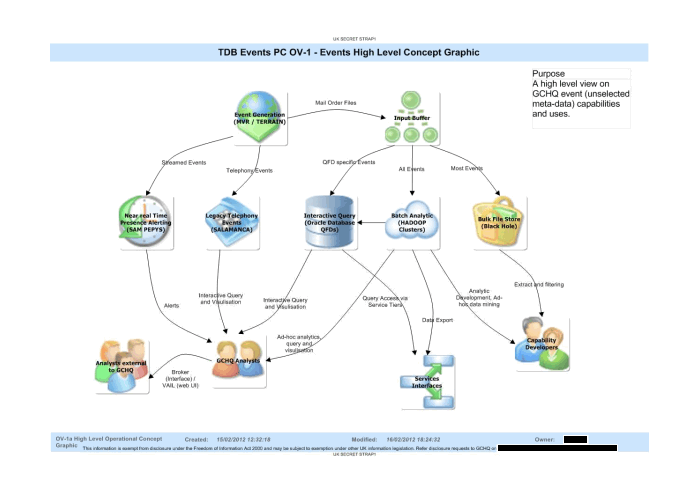 UK SECRET STRAP1
TDB Events PC OV-1 - Events High Level Concept Graphic
Purpose
A high level view on
GCHQ event (unselected
meta-data) capabilities
and uses.
Event Generation
(MVR / TERRAIN)
Mail Order Files
Input Buffer
Streamed Events
Telephony Events
QFD specific Events
All Events
Most Events
Near real Time
Presence Alerting
(SAM PEPYS)
Legacy Telephony
Events
(SALAMANCA)
Interactive Query
(Oracle Database
QFDs)
Batch Analytic
(HADOOP
Clusters)
Bulk File Store
(Black Hole)
Alerts
Interactive Query
and Visulisation
Interactive Query
and Visulisation
Query Access via
Service Tiers
Analytic
Development, Ad-
hoc data mining
Extract and filtering
Data Export
Ad-hoc analytics,
query and
visulisation
Analysts external
to GCHQ
Broker
(Interface) /
VAIL (web UI)
GCHQ Analysts
Services
Interfaces
Capability
Developers
OV-1a High Level Operational Concept
Graphic
Created: 15/02/2012 12:32:18
Modified: 16/02/2012 18:24:32
Owner:
This information is exempt from disclosure under the Freedom of Information Act 2000 and may be subject to exemption under other UK information legislation. Refer disclosure requests to GCHQ on
UK SECRET STRAP1